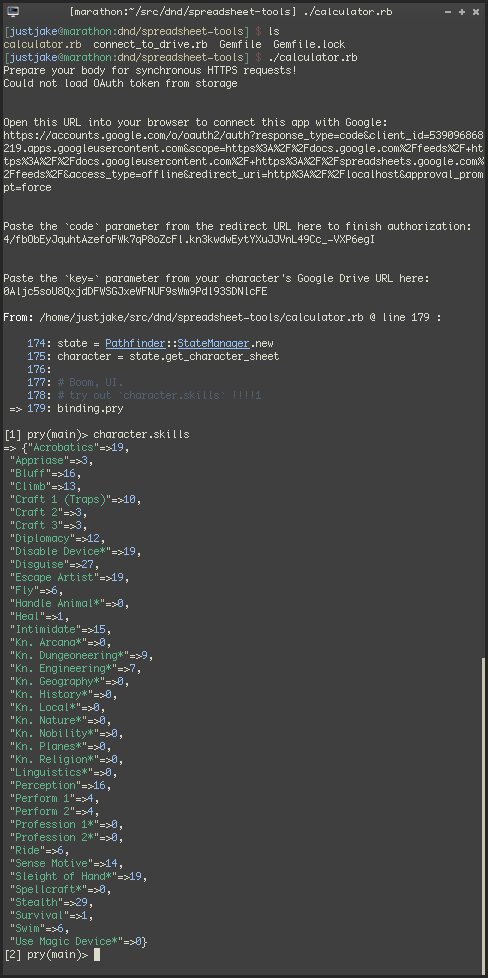 [marathon:~/src/dnd/spreadsheet-tools] ./calculator.rb
[justjake@marathon:dnd/spreadsheet-tools] $ ls
calculator.rb  connect_to_drive.rb  Gemfile  Gemfile.lock
[justjake@marathon:dnd/spreadsheet-tools] $ ./calculator.rb
Prepare your body for synchronous HTTPS requests!
Could not load OAuth token from storage
Open this URL into your browser to connect this app with Google:
https://accounts.google.com/o/oauth2/auth?response_type=code&client_id=539096868
219.apps.googleusercontent.com&scope=https%3A%2F%2Fdocs.google.com%2Ffeeds%2F+htt
https%3A%2F%2Fdocs.googleusercontent.com%2F+https%3A%2F%2Fspreadsheets.google.com%2
Ffeeds%2F&access_type=offline&redirect_uri=http%3A%2F%2Flocalhost&approval_prom
pt=force
Paste the `code` parameter from the redirect URL here to finish authorization:
4/fbObEyJquhtAzefoFWk7qP8oZcFl.kn3kwdwEytYXuJJVnL49Cc_-VXP6egI
Paste the `key=` parameter from your character's Google Drive URL here:
0Aljc5soU8QxjdDFWSGJxeWFNUF9sWm9Pdl93SDNlcFE
From: /home/justjake/src/dnd/spreadsheet-tools/calculator.rb @ line 179 :
174: state = Pathfinder::StateManager.new
175: character = state.get_character_sheet
176:
177: # Boom, UI.
178: # try out 'character.skills' !!!!1
=> 179: binding.pry
[1] pry(main)> character.skills
=> {"Acrobatics"=>19,
"Appriase"=>3,
"Bluff"=>16,
"Climb"=>13,
"Craft 1 (Traps)"=>10,
"Craft 2"=>3,
"Craft 3"=>3,
"Diplomacy"=>12,
"Disable Device*"=>19,
"Disguise"=>27,
"Escape Artist"=>19,
"Fly"=>6,
"Handle Animal*"=>0,
"Heal"=>1,
"Intimidate"=>15,
"Kn. Arcana*"=>0,
"Kn. Dungeoneering*"=>9,
"Kn. Engineering*"=>7,
"Kn. Geography*"=>0,
"Kn. History*"=>0,
"Kn. Local*"=>0,
"Kn. Nature*"=>0,
"Kn. Nobility*"=>0,
"Kn. Planes*"=>0,
"Kn. Religion*"=>0,
"Linguistics*"=>0,
"Perception"=>16,
"Perform 1"=>4,
"Perform 2"=>4,
"Profession 1*"=>0,
"Profession 2*"=>0,
"Ride"=>6,
"Sense Motive"=>14,
"Sleight of Hand*"=>19,
"Spellcraft*"=>0,
"Stealth"=>29,
"Survival"=>1,
"Swim"=>6,
"Use Magic Device*"=>0}
[2] pry(main)>